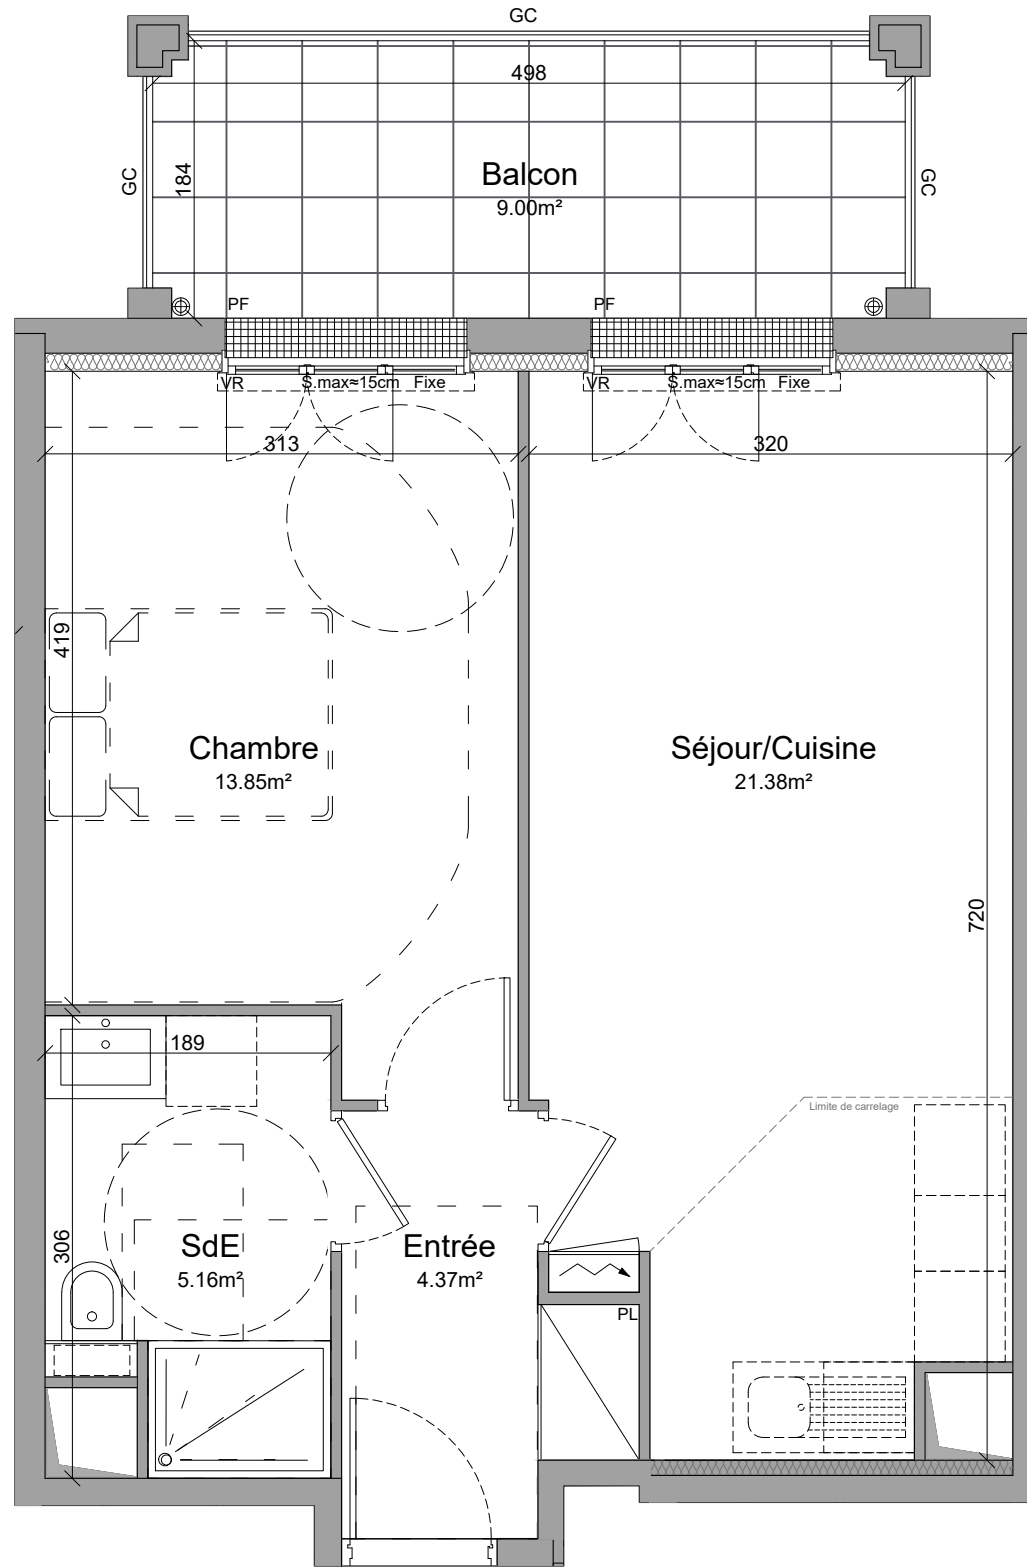 GC
498
GC
184
Balcon
9.00m²
GC
PF
PF
VR
S.max≈15cm
Fixe
VR
S.max≈15cm
Fixe
313
320
419
Chambre
13.85m²
Séjour/Cuisine
21.38m²
720
189
Limite de carrelage
306
SdE
5.16m²
Entrée
4.37m²
PL